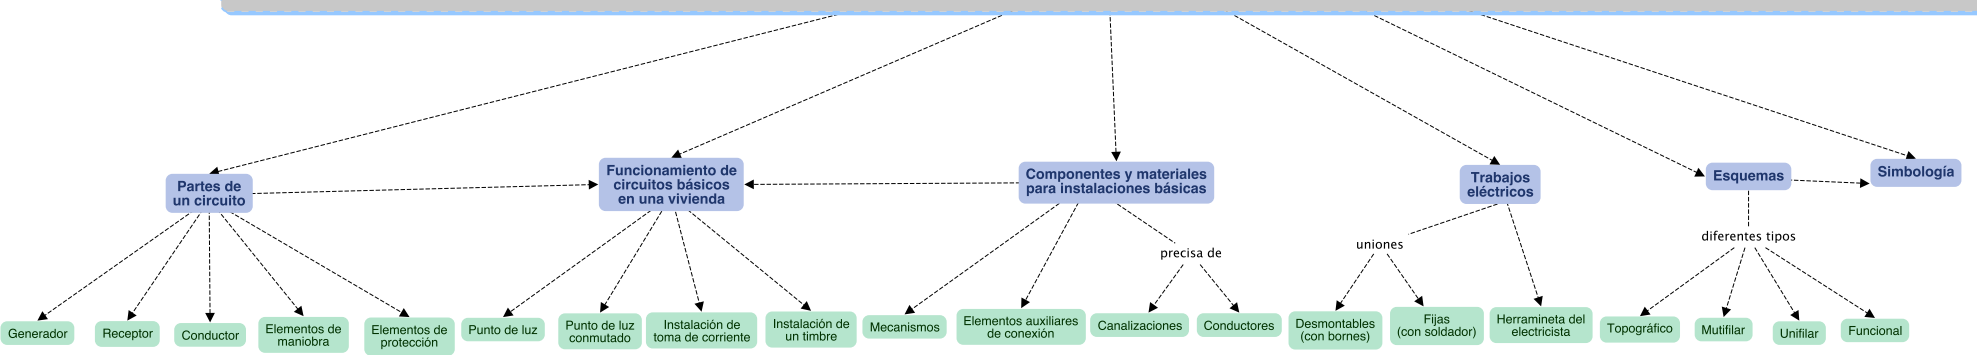 Partes de
un circuito
Funcionamiento de
circuitos básicos
en una vivienda
Componentes y materiales
para instalaciones básicas
Trabajos
eléctricos
Esquemas
Simbología
precisa de
uniones
diferentes tipos
Generador
Receptor
Conductor
Elementos de
maniobra
Elementos de
protección
Punto de luz
Punto de luz
conmutado
Instalación de
toma de corriente
Instalación de
un timbre
Mecanismos
Elementos auxiliares
de conexión
Canalizaciones
Conductores
Desmontables
(con bornes)
Fijas
(con soldador)
Herramineta del
electricista
Topográfico
Mutifilar
Unifilar
Funcional